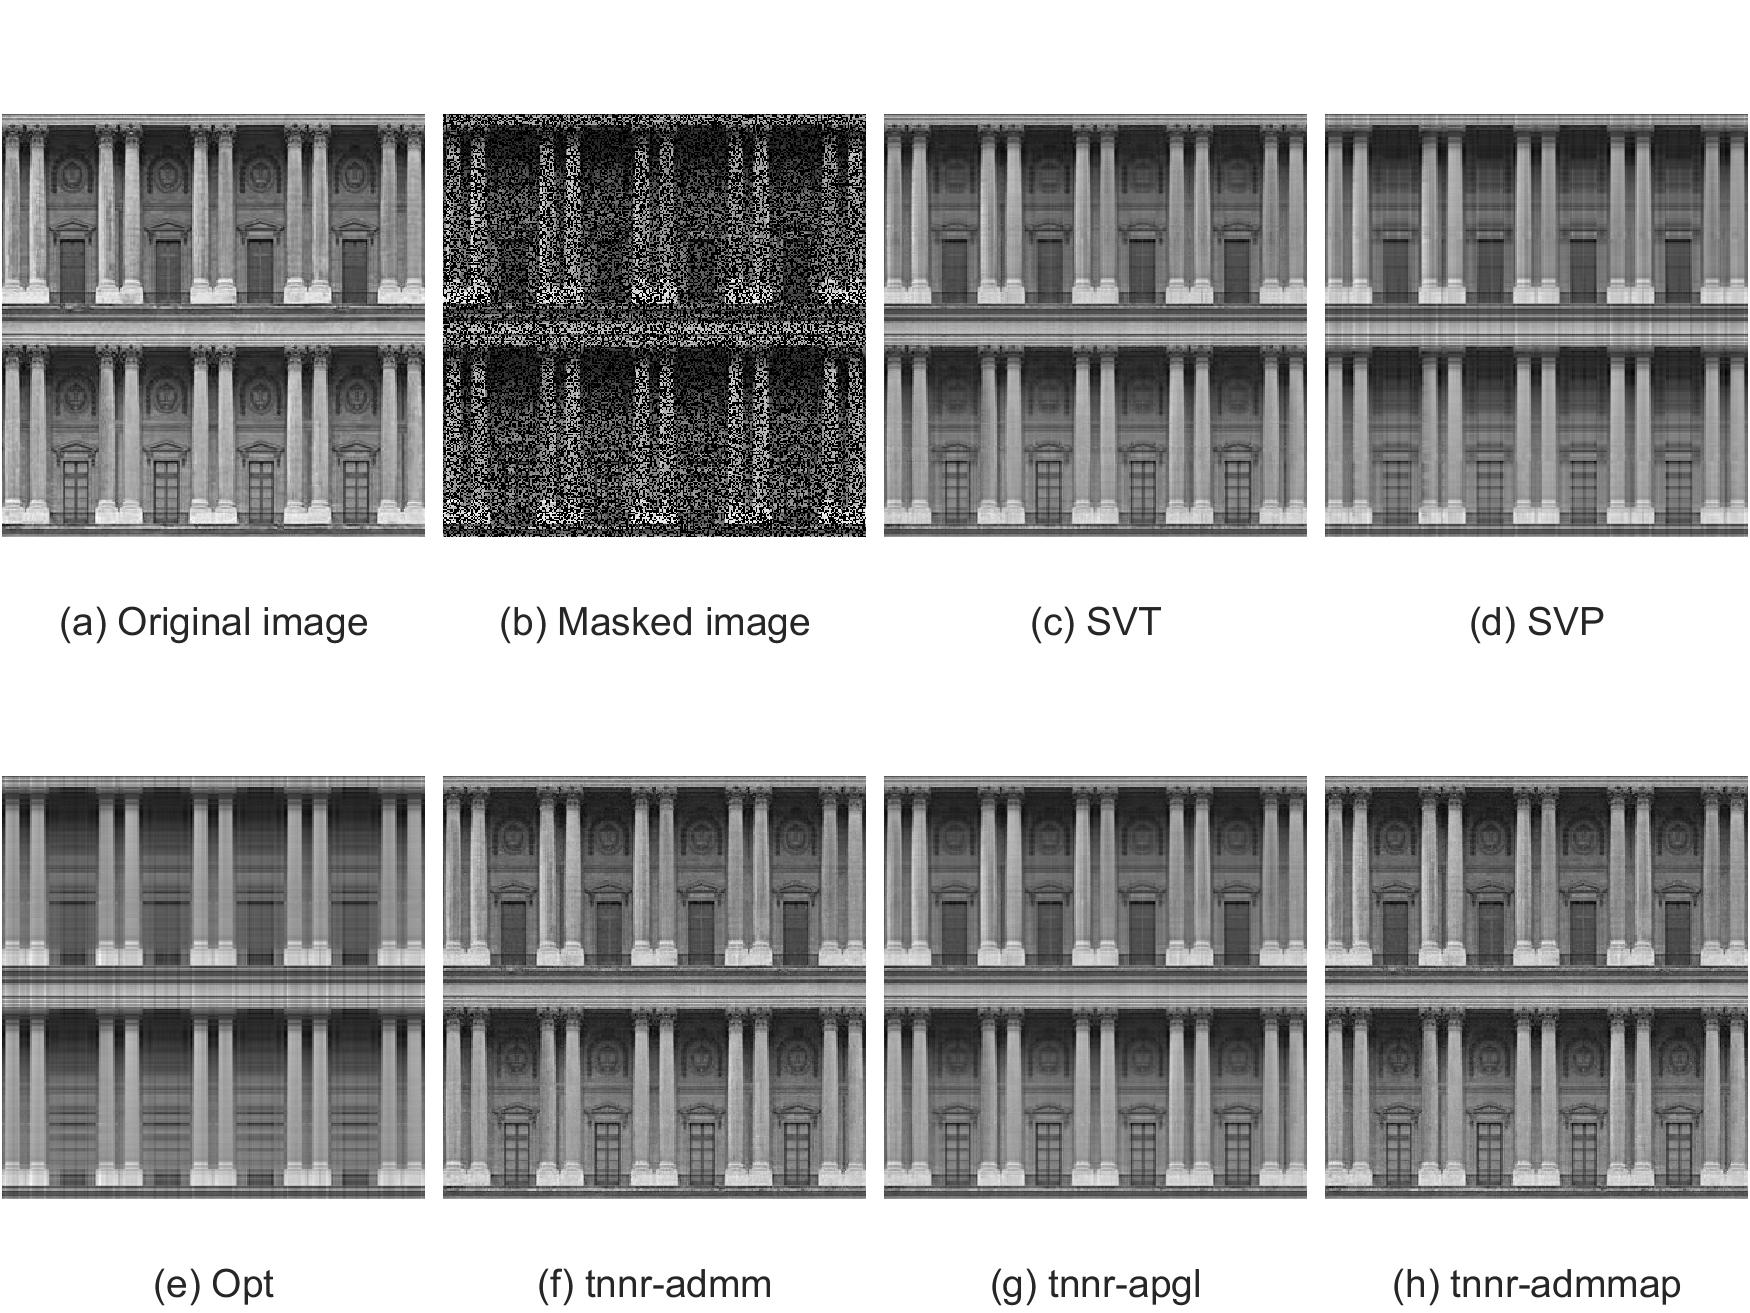 (a) Original image
(b) Masked image
(c) SVT
(d) SVP
(e) Opt
(f) tnnr-admm
(g) tnnr-apgl
(h) tnnr-admmap